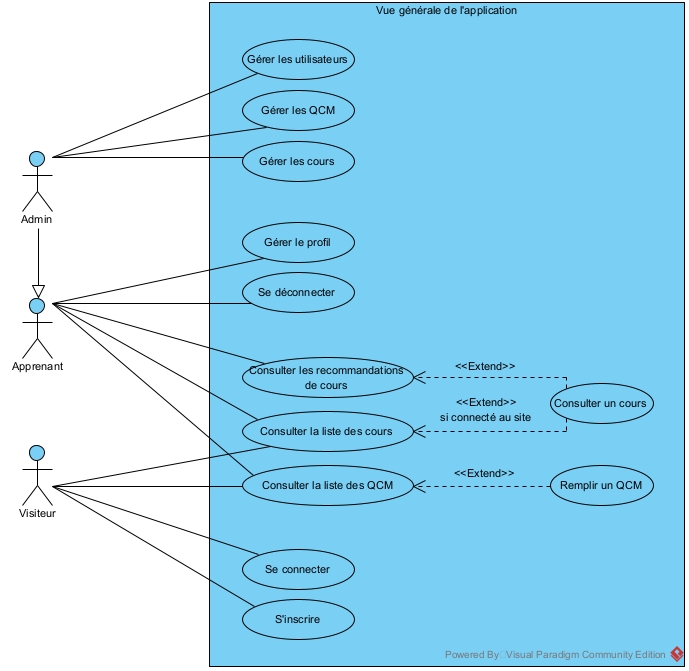 Vue générale de l'application
Gérer les utilisateurs
Gérer les QCM
Gérer les cours
Admin
Gérer le profil
Se déconnecter
Apprenant
Consulter les recommandations
de cours
<<Extend>>
Consulter un cours
<<Extend>>
si connecté au site
Consulter la liste des cours
Consulter la liste des QCM
<<Extend>>
Remplir un QCM
Visiteur
Se connecter
S'inscrire
Powered By Visual Paradigm Community Edition